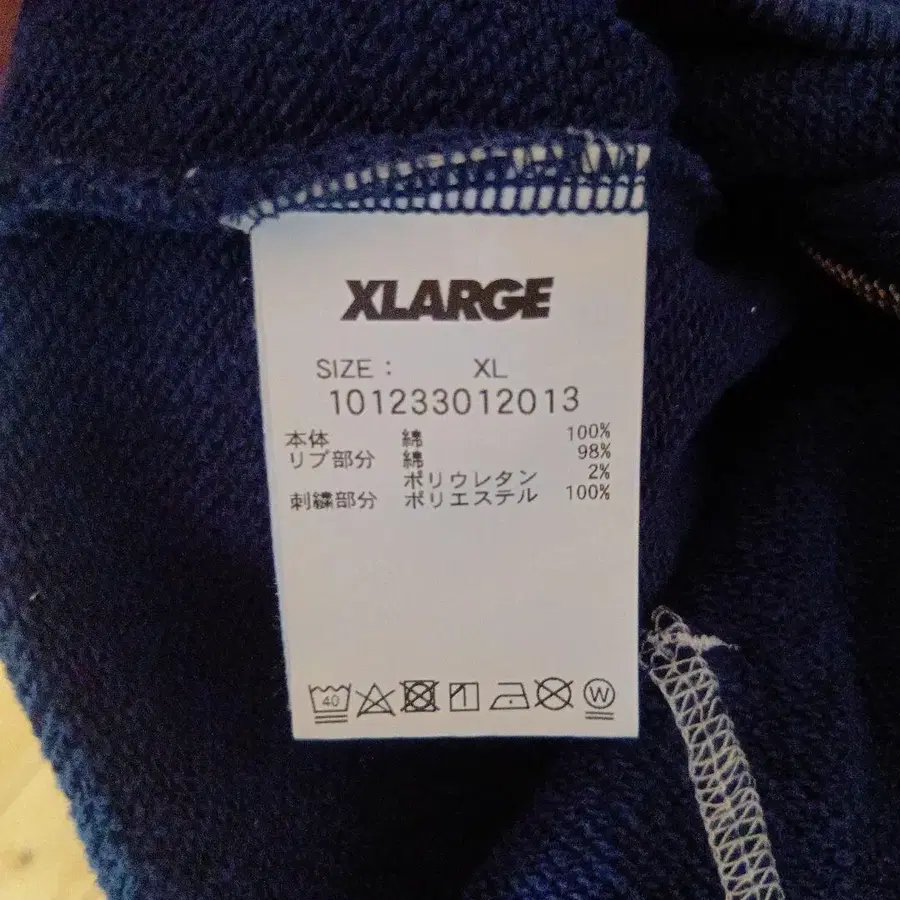 XLARGE
SIZE : XL
101233012013
本体 綿 100%
リブ部分 綿 98%
ポリウレタン 2%
刺繍部分 ポリエステル 100%
40 W